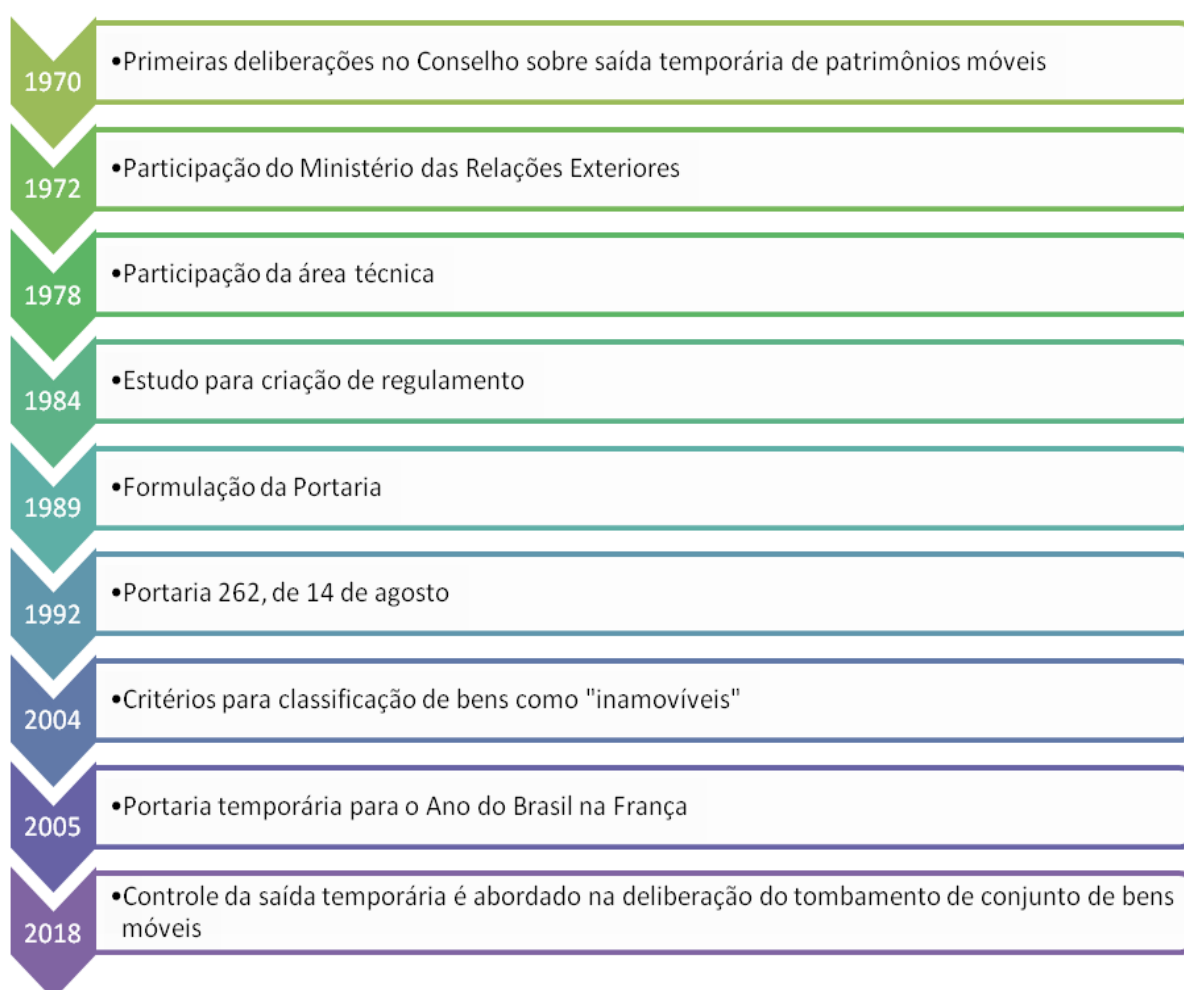 1970
•Primeiras deliberações no Conselho sobre saída temporária de patrimônios móveis
1972
•Participação do Ministério das Relações Exteriores
1978
•Participação da área técnica
1984
•Estudo para criação de regulamento
1989
•Formulação da Portaria
1992
•Portaria 262, de 14 de agosto
2004
•Critérios para classificação de bens como "inamovíveis"
2005
•Portaria temporária para o Ano do Brasil na França
2018
•Controle da saída temporária é abordado na deliberação do tombamento de conjunto de bens
móveis